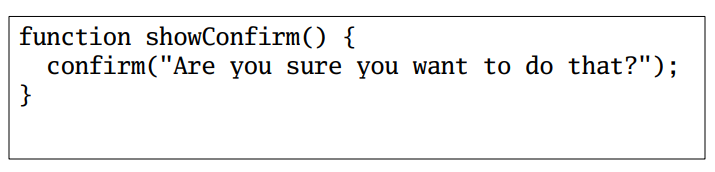 function showConfirm() {
  confirm("Are you sure you want to do that?");
}